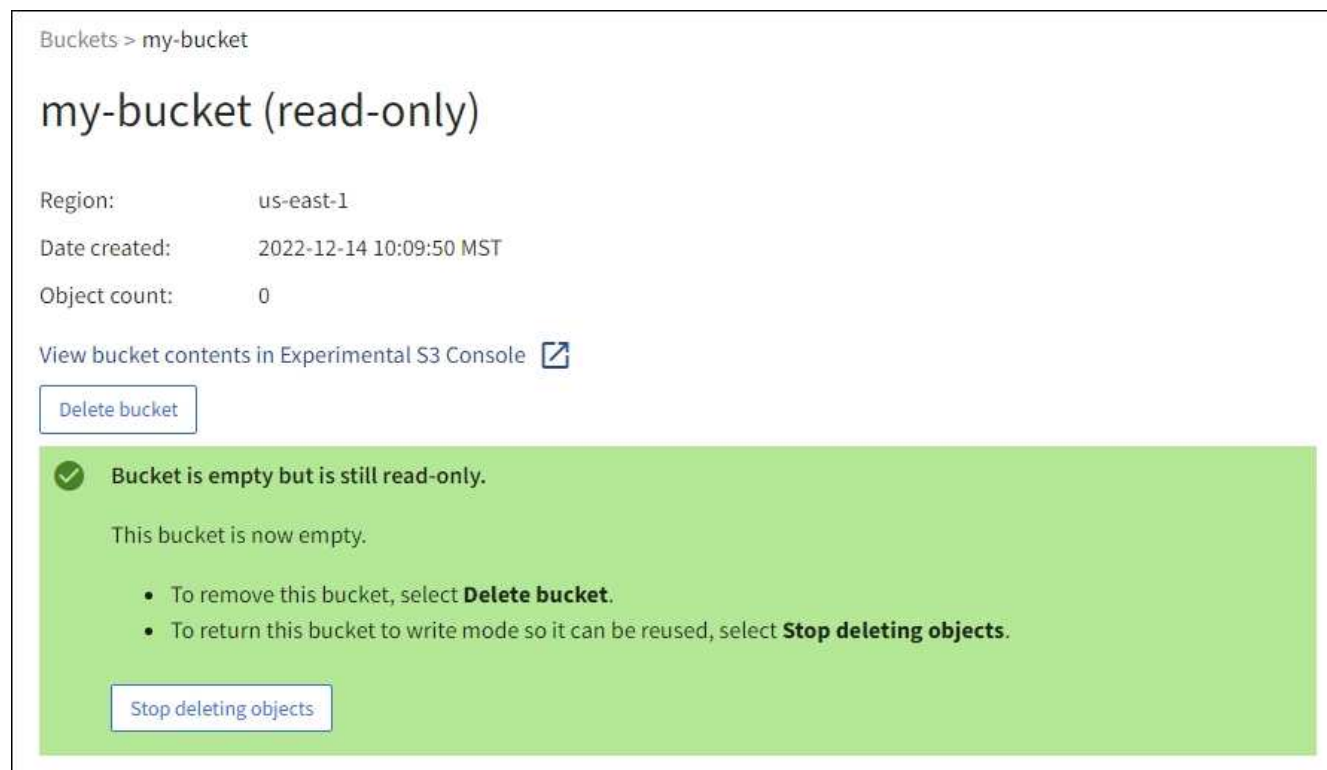 Buckets > my-bucket
my-bucket (read-only)
Region: us-east-1
Date created: 2022-12-14 10:09:50 MST
Object count: 0
View bucket contents in Experimental S3 Console
Delete bucket
Bucket is empty but is still read-only.
This bucket is now empty.
• To remove this bucket, select Delete bucket.
• To return this bucket to write mode so it can be reused, select Stop deleting objects.
Stop deleting objects